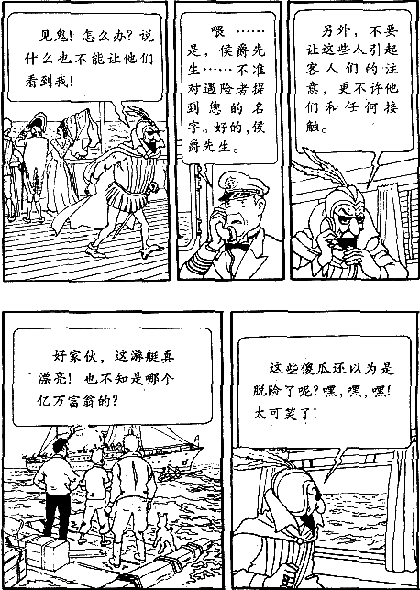 见鬼！怎么办？说
什么也不能让他们
看到我！
喂……
是，侯爵先
生……不准
对遇险者提
到您的名
字。好的，侯
爵先生。
另外，不要
让这些人引起
客人们的注
意，更不许他
们和任何接
触。
好家伙，这游艇真
漂亮！也不知是哪个
亿万富翁的？
这些傻瓜还以为是
脱险了呢？嘿，嘿，嘿！
太可笑了！